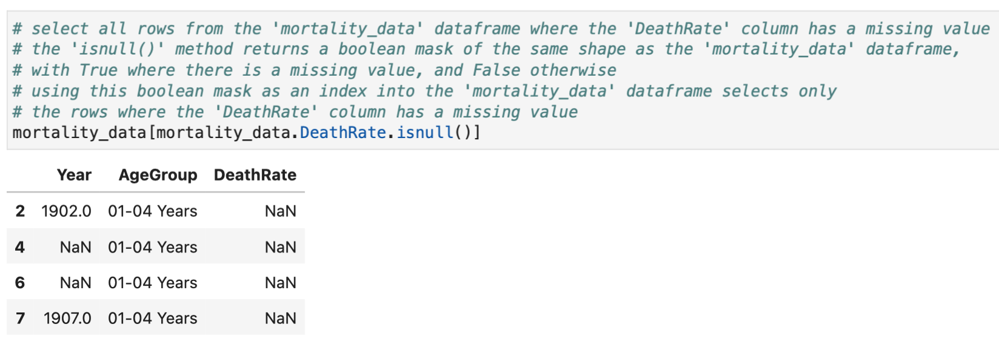 # select all rows from the 'mortality_data' dataframe where the 'DeathRate' column has a missing value
# the 'isnull()' method returns a boolean mask of the same shape as the 'mortality_data' dataframe,
# with True where there is a missing value, and False otherwise
# using this boolean mask as an index into the 'mortality_data' dataframe selects only
# the rows where the 'DeathRate' column has a missing value
mortality_data[mortality_data.DeathRate.isnull()]
Year AgeGroup DeathRate
2 1902.0 01-04 Years NaN
4 NaN 01-04 Years NaN
6 NaN 01-04 Years NaN
7 1907.0 01-04 Years NaN